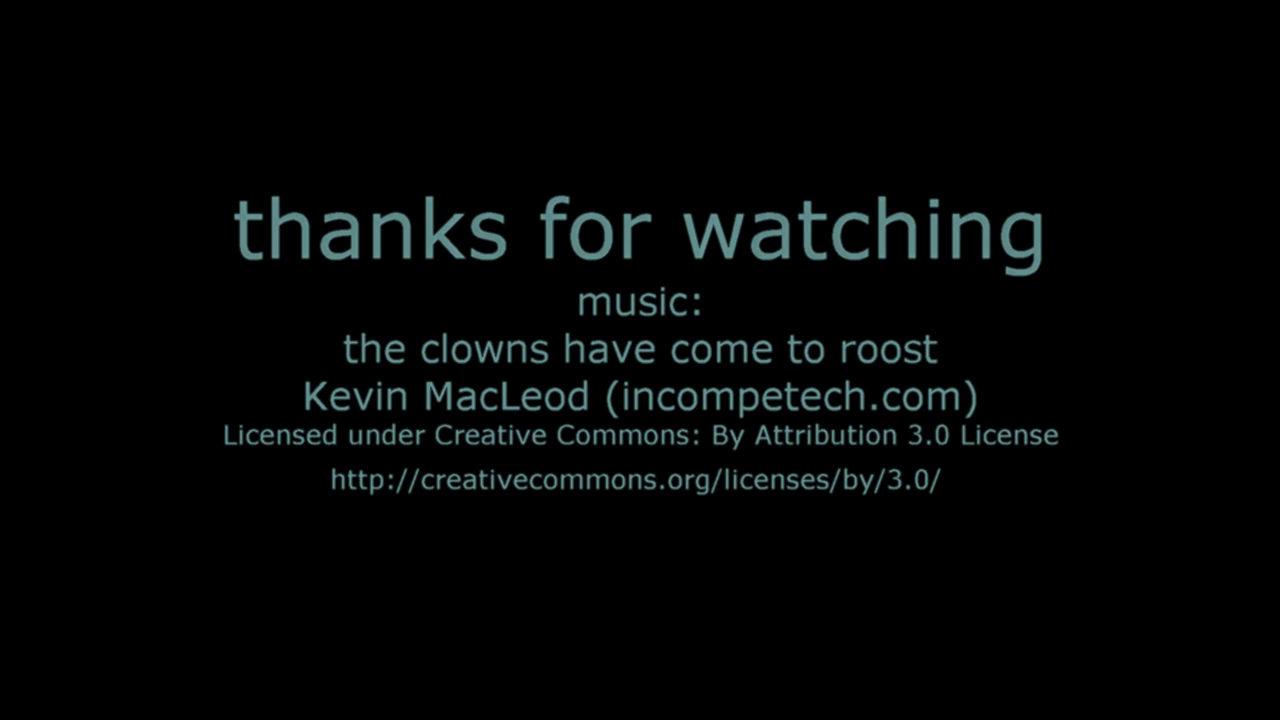 thanks for watching
music:
the clowns have come to roost
Kevin MacLeod (incompetech.com)
Licensed under Creative Commons: By Attribution 3.0 License
http://creativecommons.org/licenses/by/3.0/